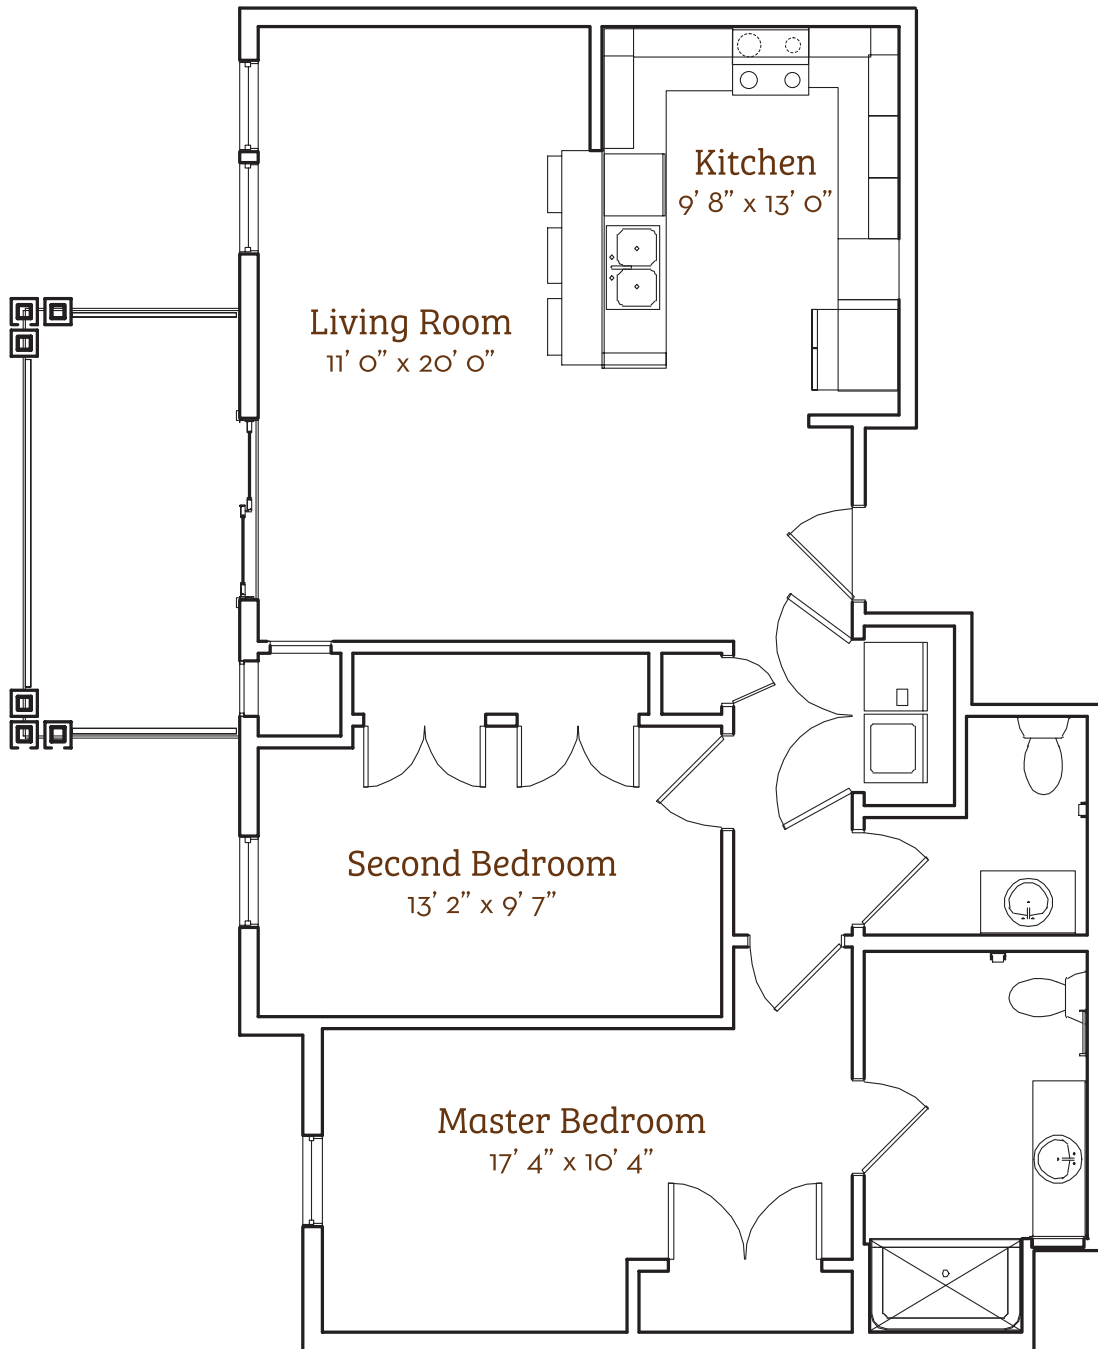 Kitchen
9’ 8” x 13’ 0”
Living Room
11’ 0” x 20’ 0”
Second Bedroom
13’ 2” x 9’ 7”
Master Bedroom
17’ 4” x 10’ 4”